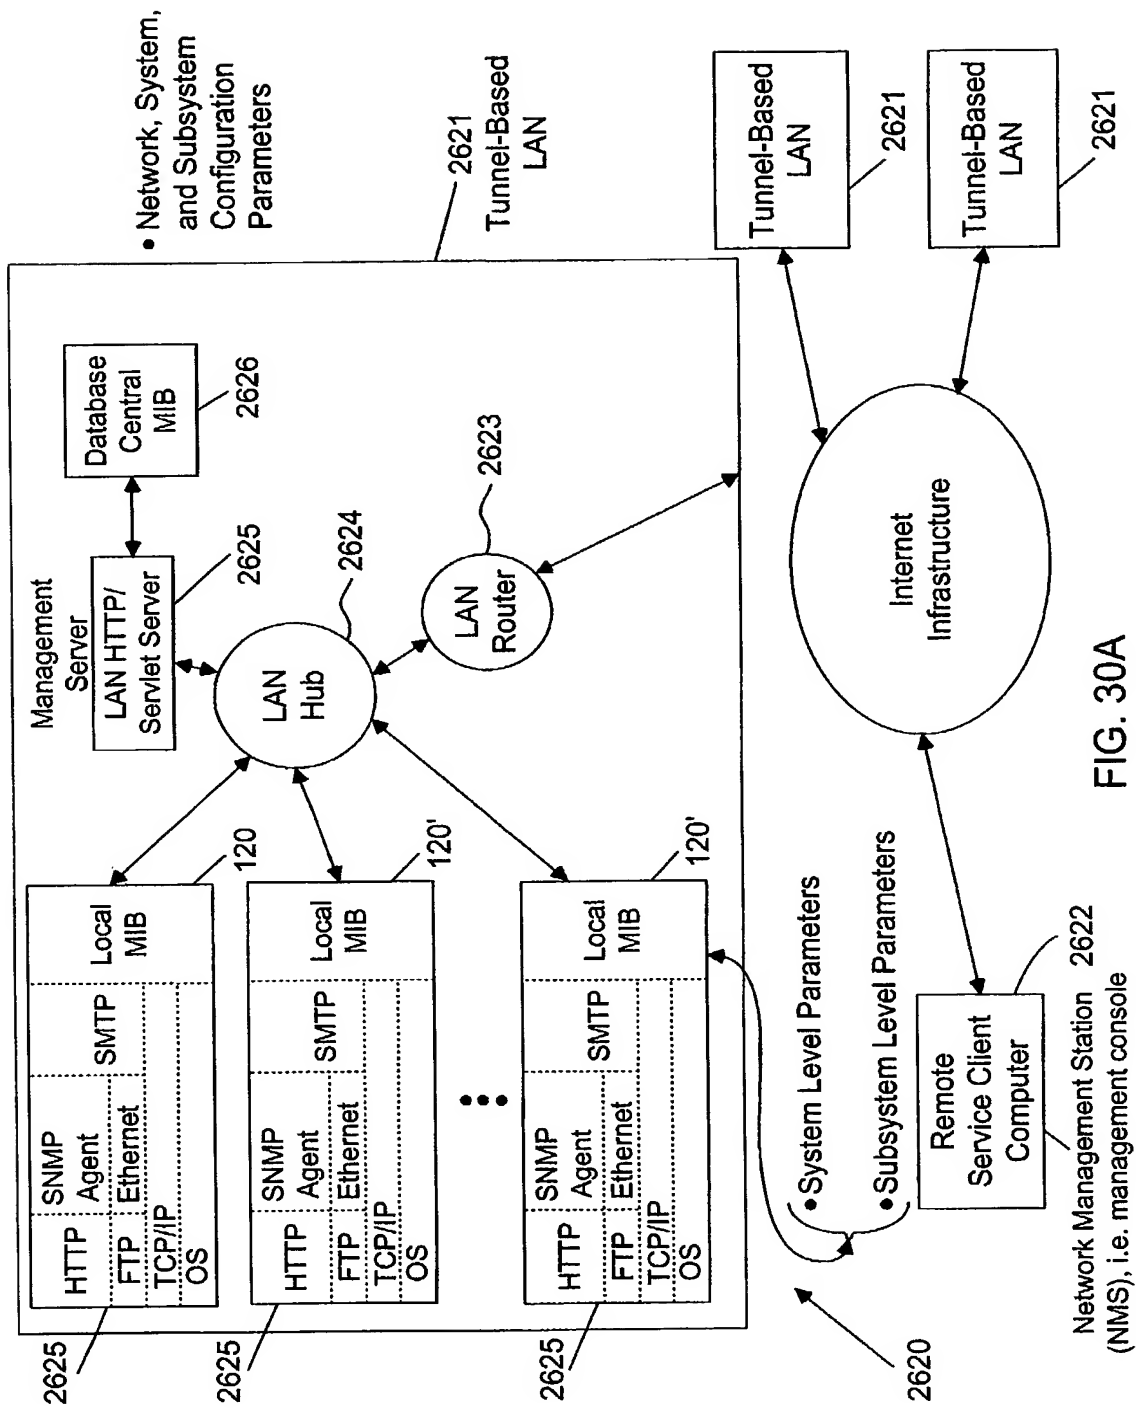 • Network, System,
and Subsystem
Configuration
Parameters
2621
Tunnel-Based
LAN
Management
Server
LAN HTTP/
Servlet Server
2625
Database
Central
MIB
2626
LAN
Hub
2624
LAN
Router
2623
HTTP
SNMP
Agent
SMTP
Local
MIB
FTP
Ethernet
TCP/IP
OS
2625
120
HTTP
SNMP
Agent
SMTP
Local
MIB
FTP
Ethernet
TCP/IP
OS
2625
120'
•••
HTTP
SNMP
Agent
SMTP
Local
MIB
FTP
Ethernet
TCP/IP
OS
2625
120'
•System Level Parameters
•Subsystem Level Parameters
2620
Remote
Service Client
Computer
2622
Network Management Station
(NMS), i.e. management console
Internet
Infrastructure
Tunnel-Based
LAN
2621
Tunnel-Based
LAN
2621
FIG. 30A